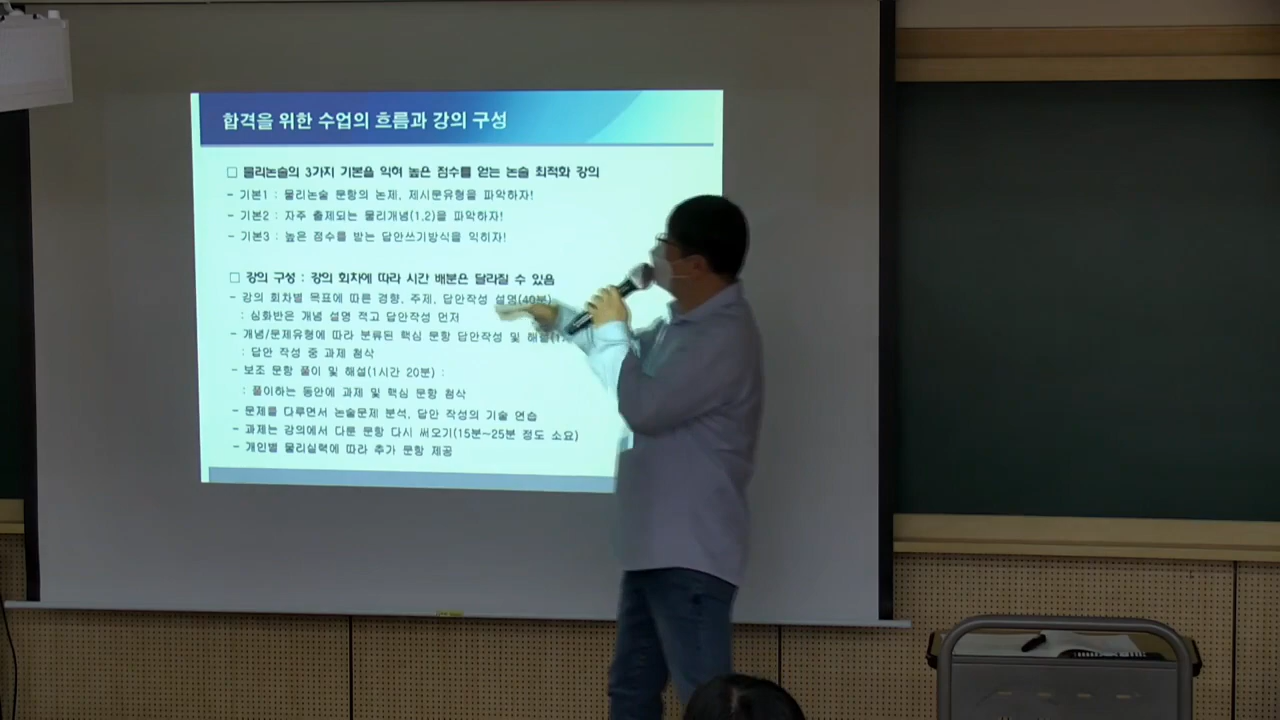 합격을 위한 수업의 흐름과 강의 구성
□ 물리논술의 3가지 기본을 익혀 높은 점수를 얻는 논술 최적화 강의
- 기본1 : 물리논술 문항의 논제, 제시문유형을 파악하자!
- 기본2 : 자주 출제되는 물리개념(1,2)을 파악하자!
- 기본3 : 높은 점수를 받는 답안쓰기방식을 익히자!
□ 강의 구성 : 강의 회차에 따라 시간 배분은 달라질 수 있음
- 강의 회차별 목표에 따른 경향, 주제, 답안작성 설명(40분)
: 심화반은 개념 설명 적고 답안작성 먼저
- 개념/문제유형에 따라 분류된 핵심 문항 답안작성 및 해설(1
: 답안 작성 중 과제 첨삭
- 보조 문항 풀이 및 해설(1시간 20분) :
: 풀이하는 동안에 과제 및 핵심 문항 첨삭
- 문제를 다루면서 논술문제 분석, 답안 작성의 기술 연습
- 과제는 강의에서 다룬 문항 다시 써오기(15분~25분 정도 소요)
- 개인별 물리실력에 따라 추가 문항 제공